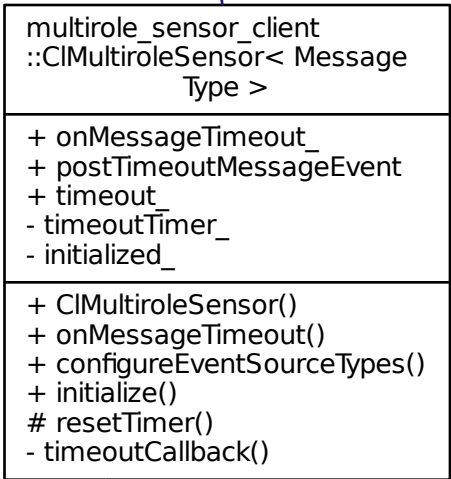 multirole_sensor_client
::ClMultiroleSensor< Message
Type >
+ onMessageTimeout_
+ postTimeoutMessageEvent
+ timeout_
- timeoutTimer_
- initialized_
+ ClMultiroleSensor()
+ onMessageTimeout()
+ configureEventSourceTypes()
+ initialize()
# resetTimer()
- timeoutCallback()